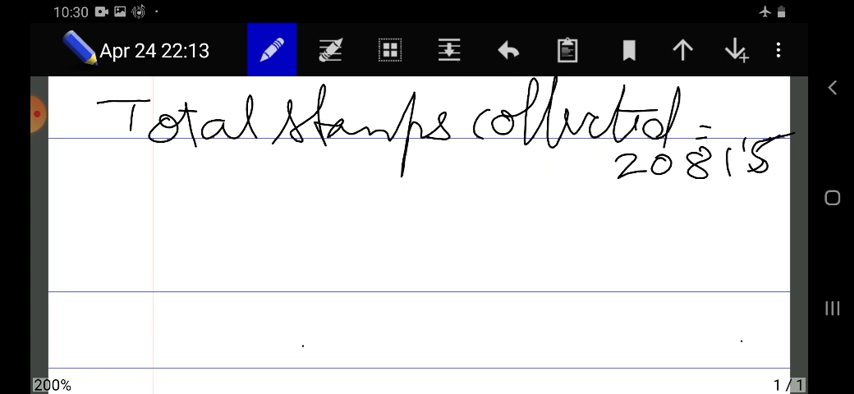 10:30
Apr 24 22:13
Total stamps collected =
20815
200%
1 / 1